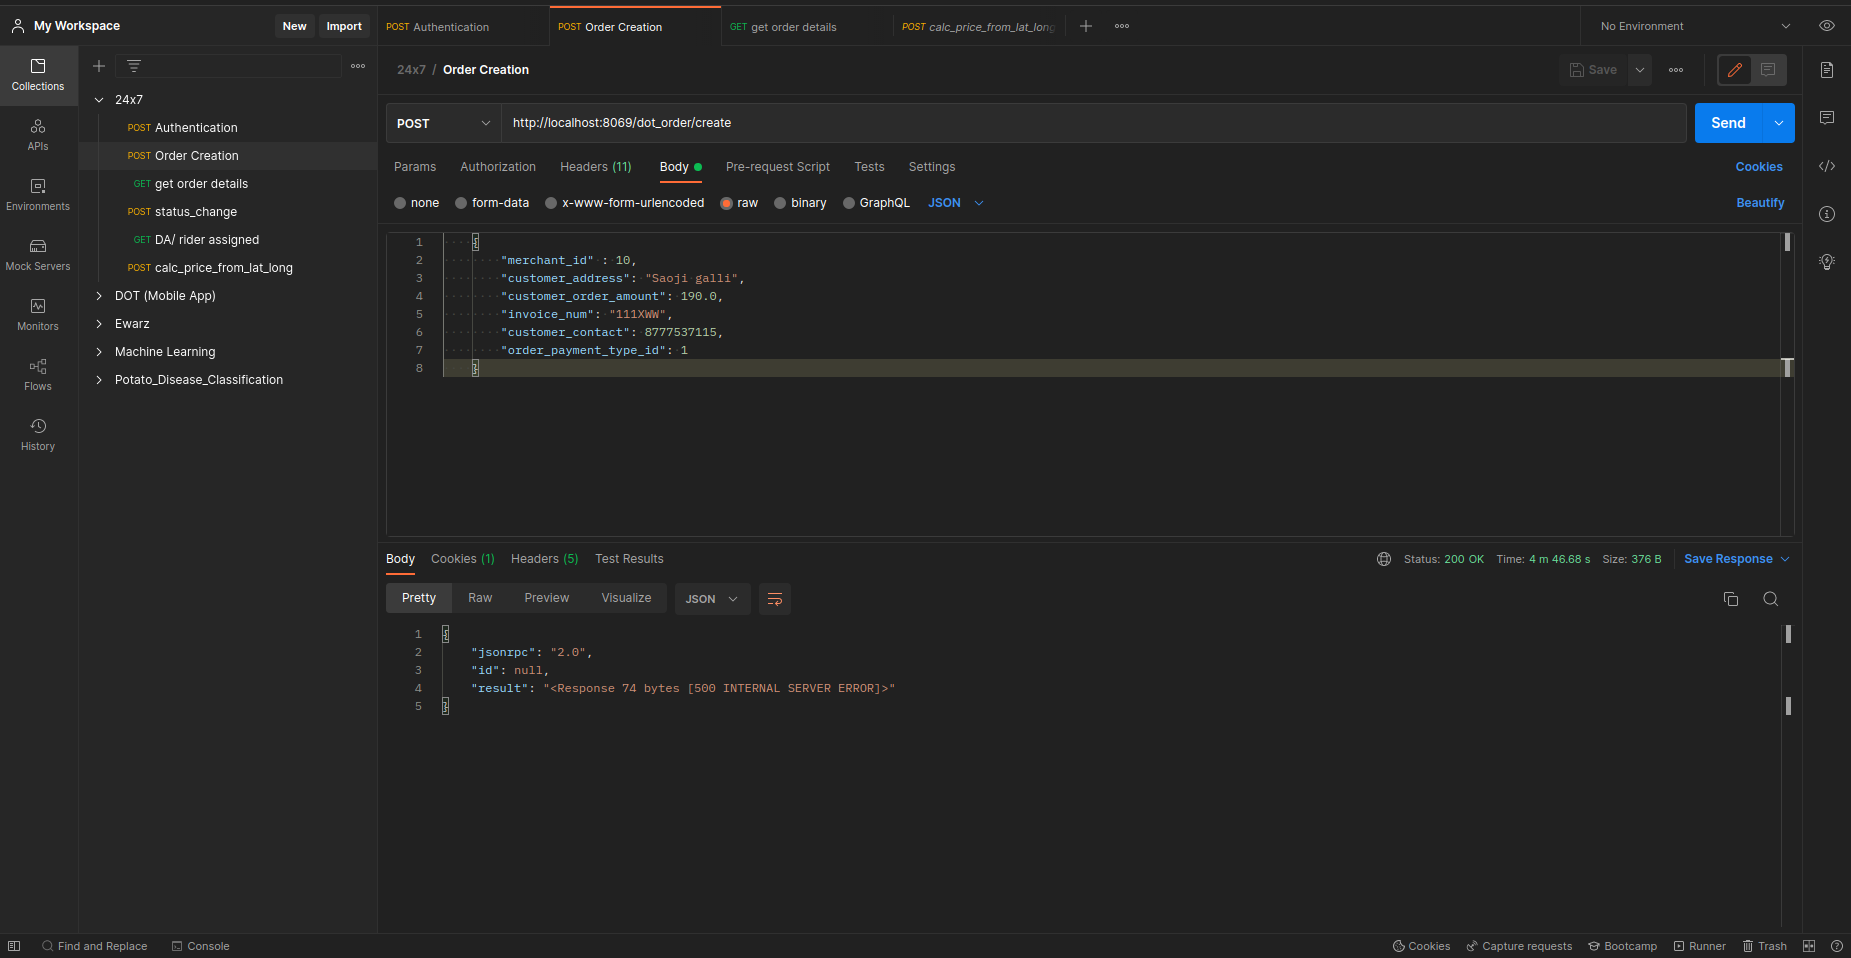 My Workspace
New
Import
POST Authentication
POST Order Creation
GET get order details
POST calc_price_from_lat_long
No Environment
Collections
APIs
Environments
Mock Servers
Monitors
Flows
History
24x7
POST Authentication
POST Order Creation
GET get order details
POST status_change
GET DA/ rider assigned
POST calc_price_from_lat_long
DOT (Mobile App)
Ewarz
Machine Learning
Potato_Disease_Classification
24x7 / Order Creation
Save
POST
http://localhost:8069/dot_order/create
Send
Params Authorization Headers (11) Body Pre-request Script Tests Settings
Cookies
none form-data x-www-form-urlencoded raw binary GraphQL JSON
Beautify
1 {
2 "merchant_id" : 10,
3 "customer_address": "Saoji galli",
4 "customer_order_amount": 190.0,
5 "invoice_num": "111XWW",
6 "customer_contact": 8777537115,
7 "order_payment_type_id": 1
8 }
Body Cookies (1) Headers (5) Test Results
Status: 200 OK Time: 4 m 46.68 s Size: 376 B
Save Response
Pretty Raw Preview Visualize JSON
1 {
2 "jsonrpc": "2.0",
3 "id": null,
4 "result": "<Response 74 bytes [500 INTERNAL SERVER ERROR]>"
5 }
Find and Replace
Console
Cookies
Capture requests
Bootcamp
Runner
Trash